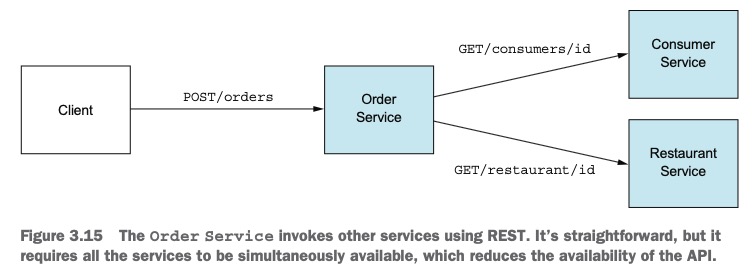 GET/consumers/id
Consumer
Service
Client
POST/orders
Order
Service
Restaurant
Service
GET/restaurant/id
Figure 3.15 The Order Service invokes other services using REST. It's straightforward, but it
requires all the services to be simultaneously available, which reduces the availability of the API.